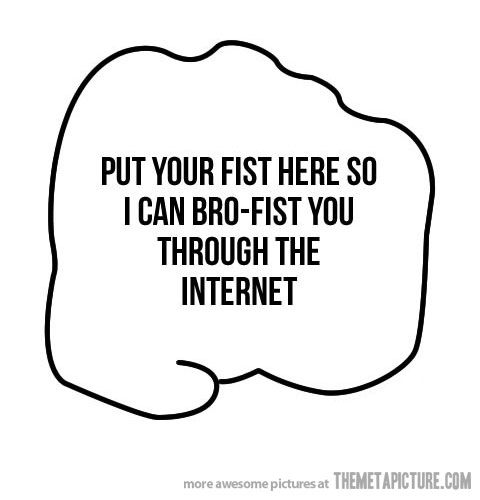 PUT YOUR FIST HERE SO
I CAN BRO-FIST YOU
THROUGH THE
INTERNET
more awesome pictures at THEMETAPICTURE.COM